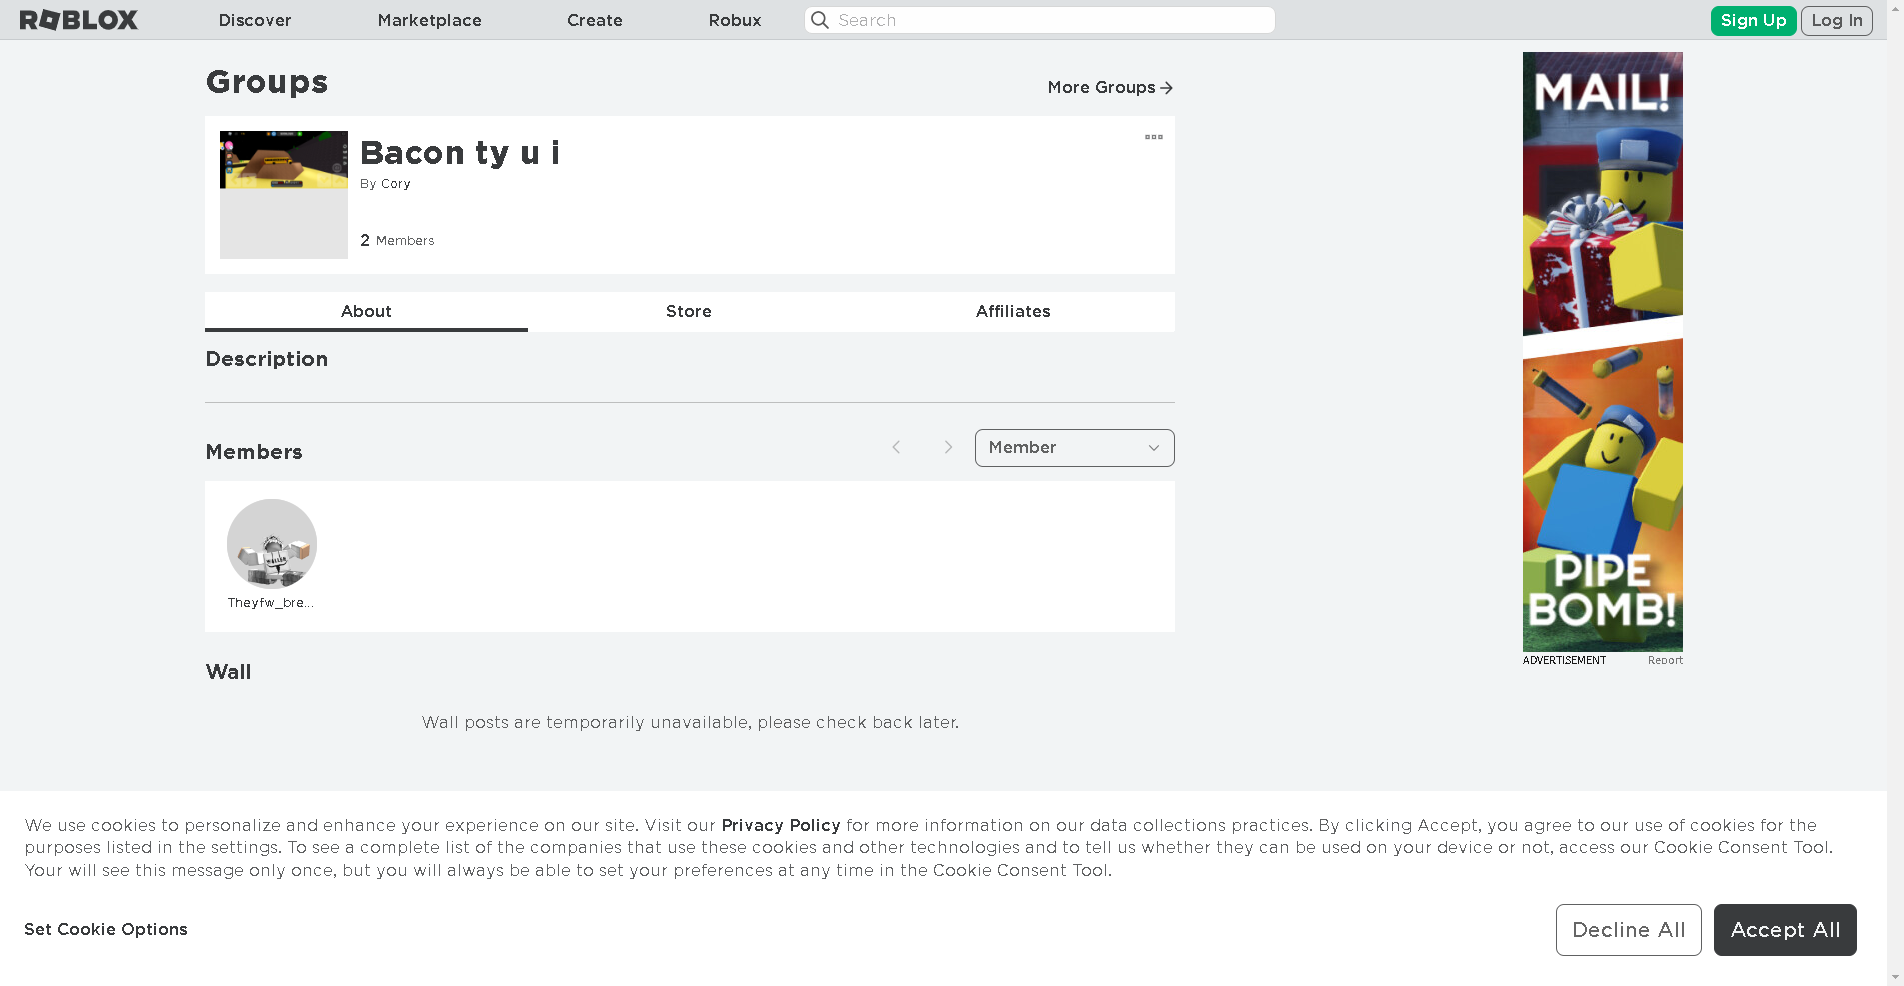 ROBLOX
Discover
Marketplace
Create
Robux
Search
Sign Up
Log In
Groups
More Groups
Bacon ty u i
By Cory
2 Members
About
Store
Affiliates
Description
Members
Member
Theyfw_bre...
Wall
Wall posts are temporarily unavailable, please check back later.
MAIL!
PIPE
BOMB!
ADVERTISEMENT
Report
We use cookies to personalize and enhance your experience on our site. Visit our Privacy Policy for more information on our data collections practices. By clicking Accept, you agree to our use of cookies for the
purposes listed in the settings. To see a complete list of the companies that use these cookies and other technologies and to tell us whether they can be used on your device or not, access our Cookie Consent Tool.
Your will see this message only once, but you will always be able to set your preferences at any time in the Cookie Consent Tool.
Set Cookie Options
Decline All
Accept All